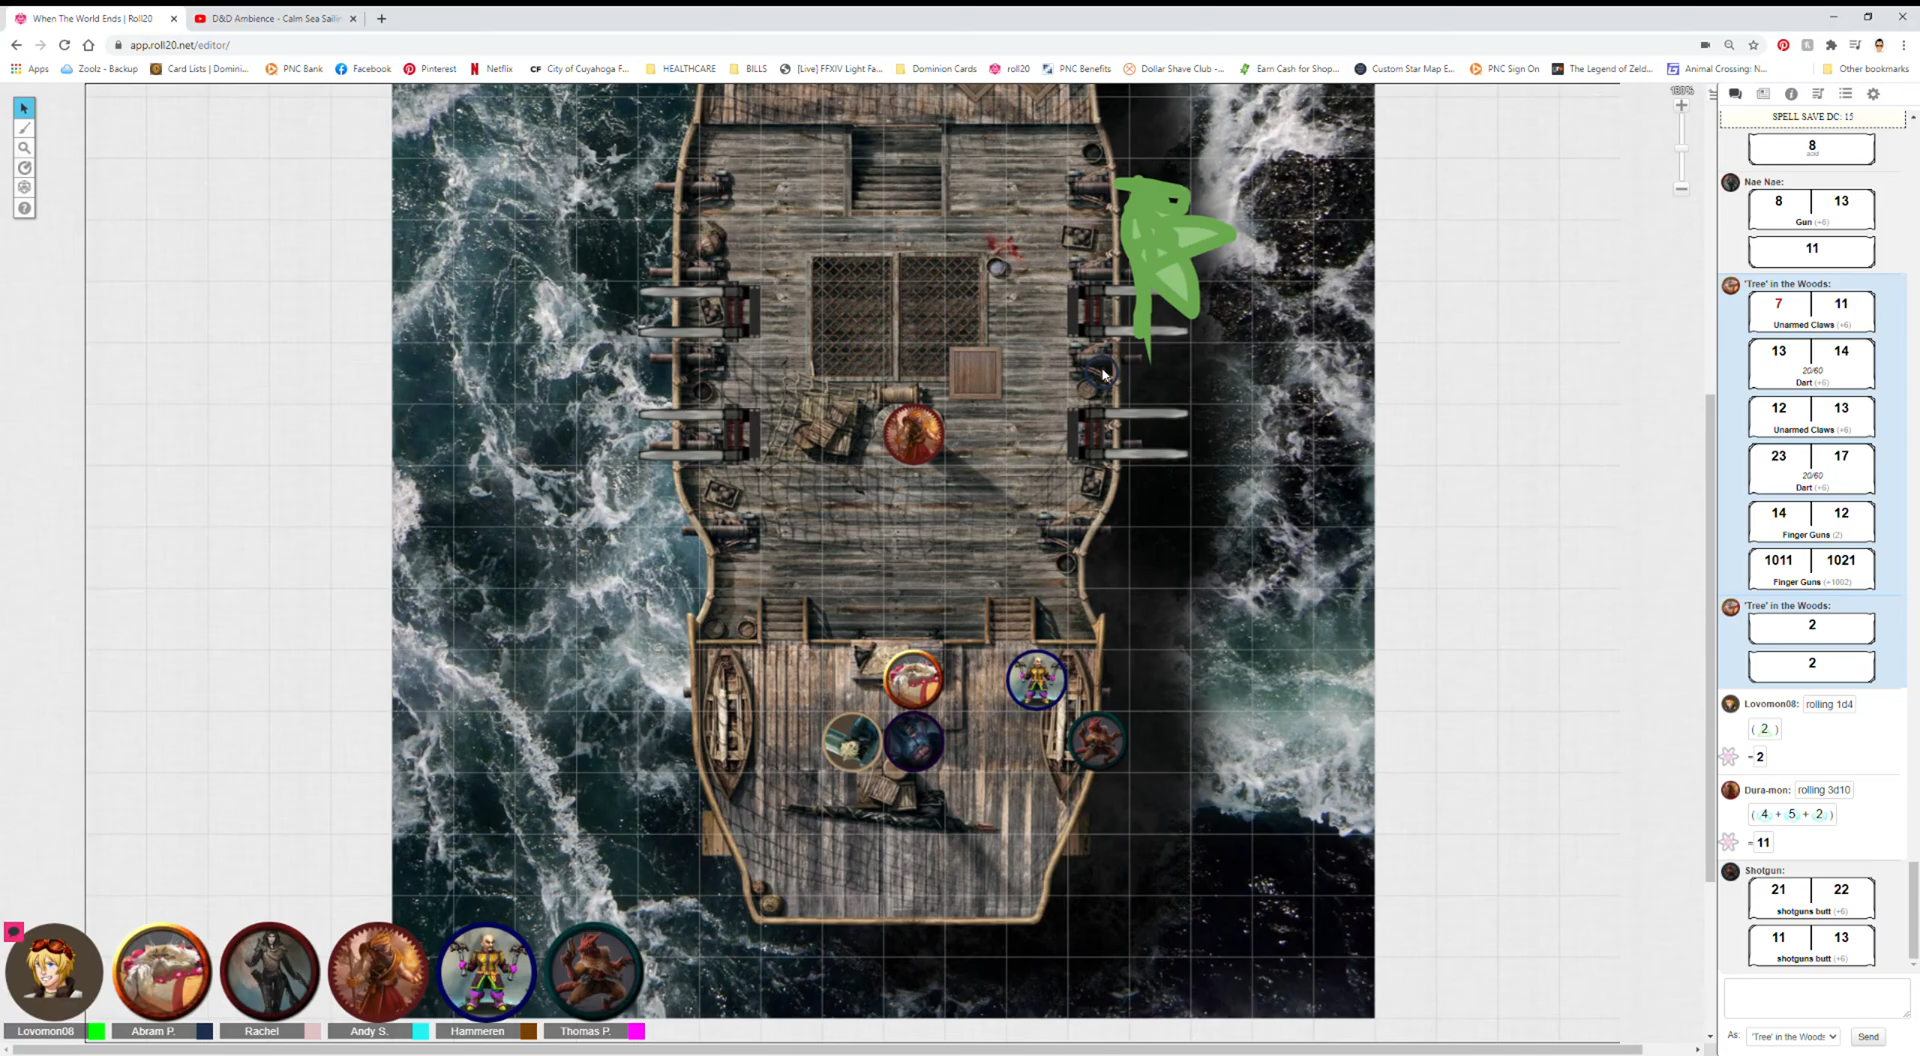 When The World Ends | Roll20
D&D Ambience - Calm Sea Sailin
app.roll20.net/editor/
Apps
Zoolz - Backup
Card Lists | Domini...
PNC Bank
Facebook
Pinterest
Netflix
CF City of Cuyahoga F...
HEALTHCARE
BILLS
[Live] FFXIV Light Fa...
Dominion Cards
roll20
PNC Benefits
Dollar Shave Club -...
Earn Cash for Shop...
Custom Star Map E...
PNC Sign On
The Legend of Zeld...
Animal Crossing: N...
Other bookmarks
180%
SPELL SAVE DC: 15
8
acid
Nae Nae:
8 13
Gun (+6)
11
'Tree' in the Woods:
7 11
Unarmed Claws (+6)
13 14
20/60
Dart (+6)
12 13
Unarmed Claws (+6)
23 17
20/60
Dart (+6)
14 12
Finger Guns (2)
1011 1021
Finger Guns (+1002)
'Tree' in the Woods:
2
2
Lovomon08: rolling 1d4
( 2 )
= 2
Dura-mon: rolling 3d10
( 4 + 5 + 2 )
= 11
Shotgun:
21 22
shotguns butt (+6)
11 13
shotguns butt (+6)
As: 'Tree' in the Woods
Send
Lovomon08
Abram P.
Rachel
Andy S.
Hammeren
Thomas P.